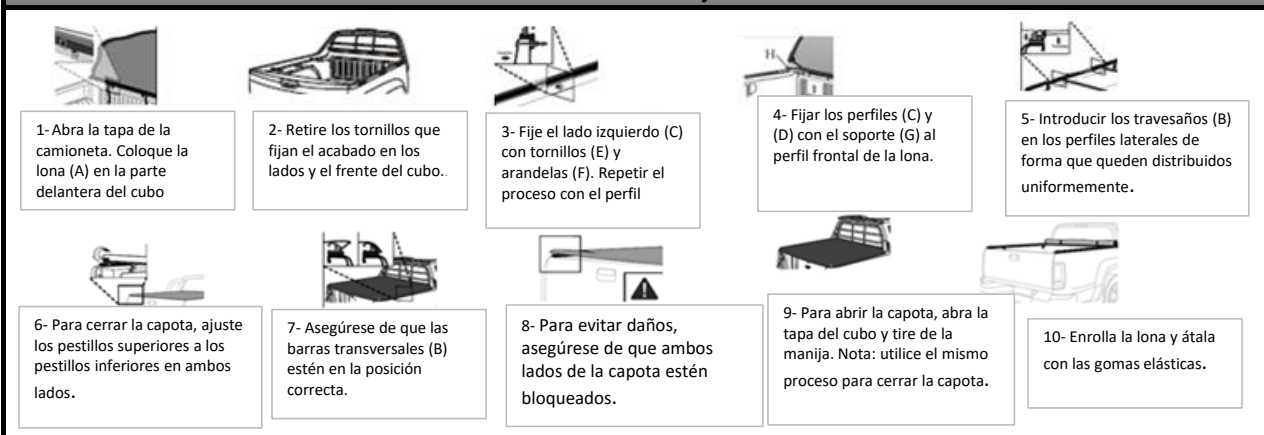 1- Abra la tapa de la
camioneta. Coloque la
lona (A) en la parte
delantera del cubo
2- Retire los tornillos que
fijan el acabado en los
lados y el frente del cubo..
3- Fije el lado izquierdo (C)
con tornillos (E) y
arandelas (F). Repetir el
proceso con el perfil
H
4- Fijar los perfiles (C) y
(D) con el soporte (G) al
perfil frontal de la lona.
5- Introducir los travesaños (B)
en los perfiles laterales de
forma que queden distribuidos
uniformemente.
6- Para cerrar la capota, ajuste
los pestillos superiores a los
pestillos inferiores en ambos
lados.
7- Asegúrese de que las
barras transversales (B)
estén en la posición
correcta.
8- Para evitar daños,
asegúrese de que ambos
lados de la capota estén
bloqueados.
9- Para abrir la capota, abra la
tapa del cubo y tire de la
manija. Nota: utilice el mismo
proceso para cerrar la capota.
10- Enrolla la lona y átala
con las gomas elásticas.